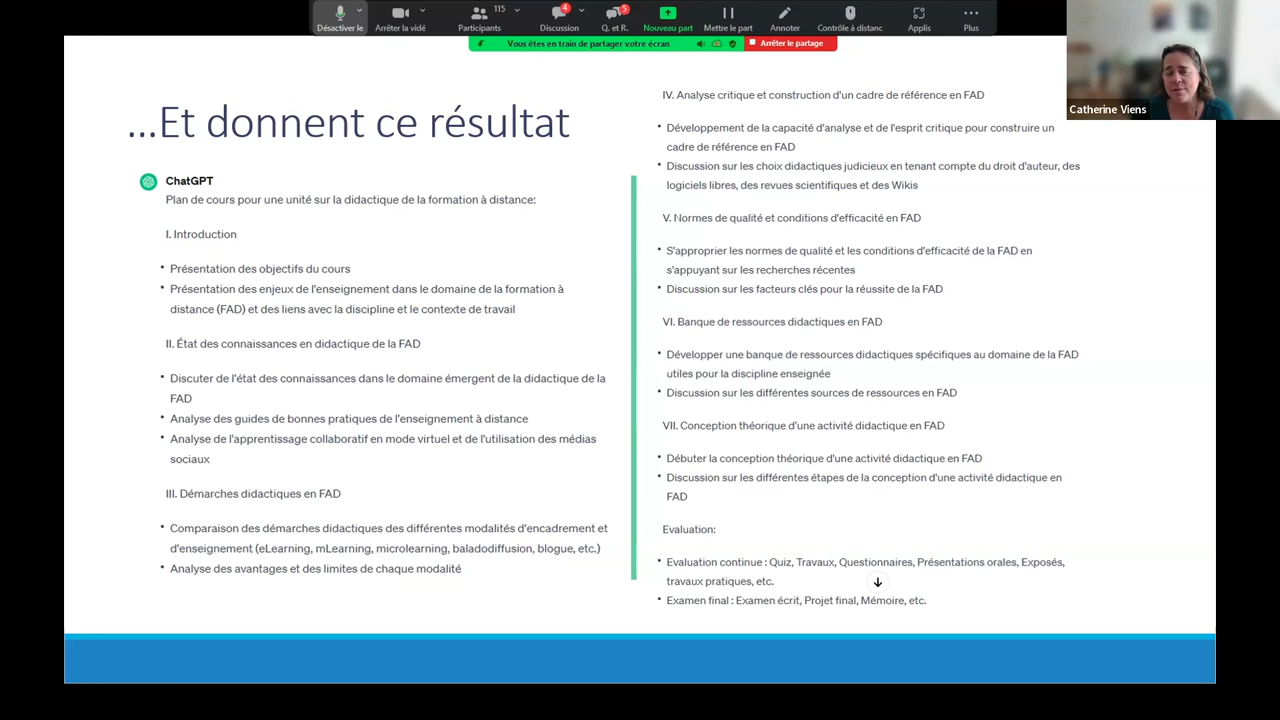 115
4
5
Désactiver le
Arrêter la vidé
Participants
Discussion
Q. et R.
Nouveau part
Mettre le part
Annoter
Contrôle à distanc
Applis
Plus
Vous êtes en train de partager votre écran
Arrêter le partage
Catherine Viens
...Et donnent ce résultat
ChatGPT
Plan de cours pour une unité sur la didactique de la formation à distance:
I. Introduction
• Présentation des objectifs du cours
• Présentation des enjeux de l'enseignement dans le domaine de la formation à
distance (FAD) et des liens avec la discipline et le contexte de travail
II. État des connaissances en didactique de la FAD
• Discuter de l'état des connaissances dans le domaine émergent de la didactique de la
FAD
• Analyse des guides de bonnes pratiques de l'enseignement à distance
• Analyse de l'apprentissage collaboratif en mode virtuel et de l'utilisation des médias
sociaux
III. Démarches didactiques en FAD
• Comparaison des démarches didactiques des différentes modalités d'encadrement et
d'enseignement (eLearning, mLearning, microlearning, baladodiffusion, blogue, etc.)
• Analyse des avantages et des limites de chaque modalité
IV. Analyse critique et construction d'un cadre de référence en FAD
• Développement de la capacité d'analyse et de l'esprit critique pour construire un
cadre de référence en FAD
• Discussion sur les choix didactiques judicieux en tenant compte du droit d'auteur, des
logiciels libres, des revues scientifiques et des Wikis
V. Normes de qualité et conditions d'efficacité en FAD
• S'approprier les normes de qualité et les conditions d'efficacité de la FAD en
s'appuyant sur les recherches récentes
• Discussion sur les facteurs clés pour la réussite de la FAD
VI. Banque de ressources didactiques en FAD
• Développer une banque de ressources didactiques spécifiques au domaine de la FAD
utiles pour la discipline enseignée
• Discussion sur les différentes sources de ressources en FAD
VII. Conception théorique d'une activité didactique en FAD
• Débuter la conception théorique d'une activité didactique en FAD
• Discussion sur les différentes étapes de la conception d'une activité didactique en
FAD
Evaluation:
• Evaluation continue : Quiz, Travaux, Questionnaires, Présentations orales, Exposés,
travaux pratiques, etc.
• Examen final : Examen écrit, Projet final, Mémoire, etc.